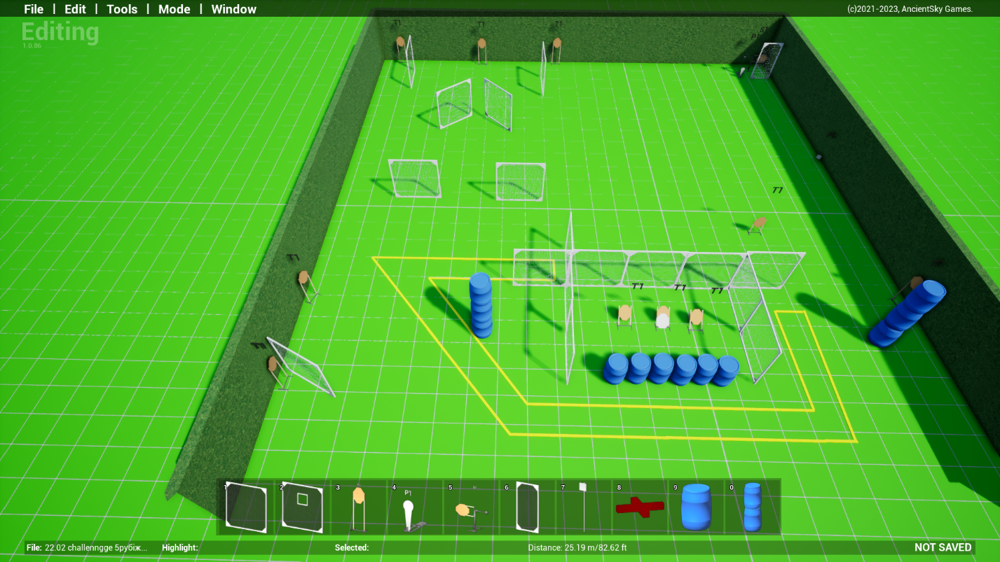 File | Edit | Tools | Mode | Window
(c)2021-2023, AncientSky Games.
Editing
1.0.86
T1 T1 T1
T1
T1
T1 T1 T1
1 2 3 4 5 6 7 8 9 0
P1
File: 22.02 challenngge 5рубіж... Highlight: Selected: Distance: 25.19 m/82.62 ft NOT SAVED